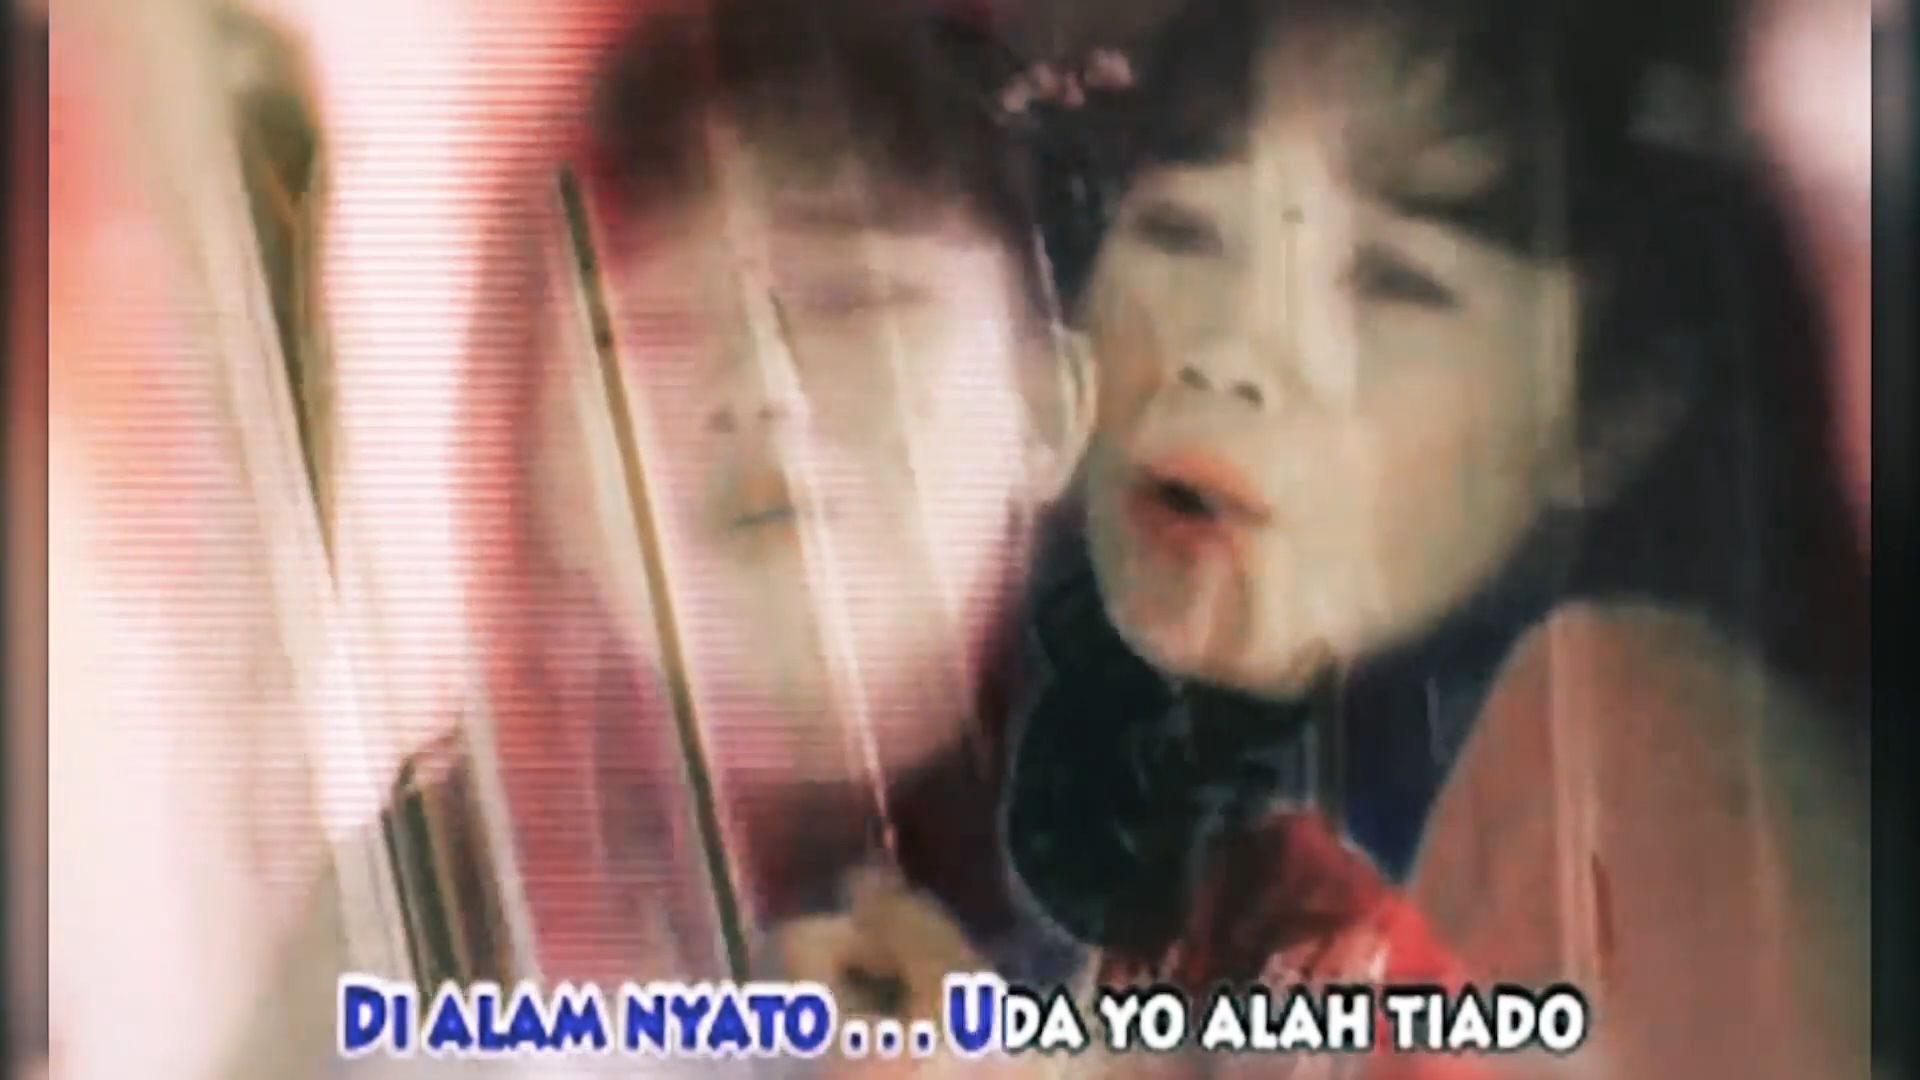 DI ALAM NYATO . . . UDA YO ALAH TIADO